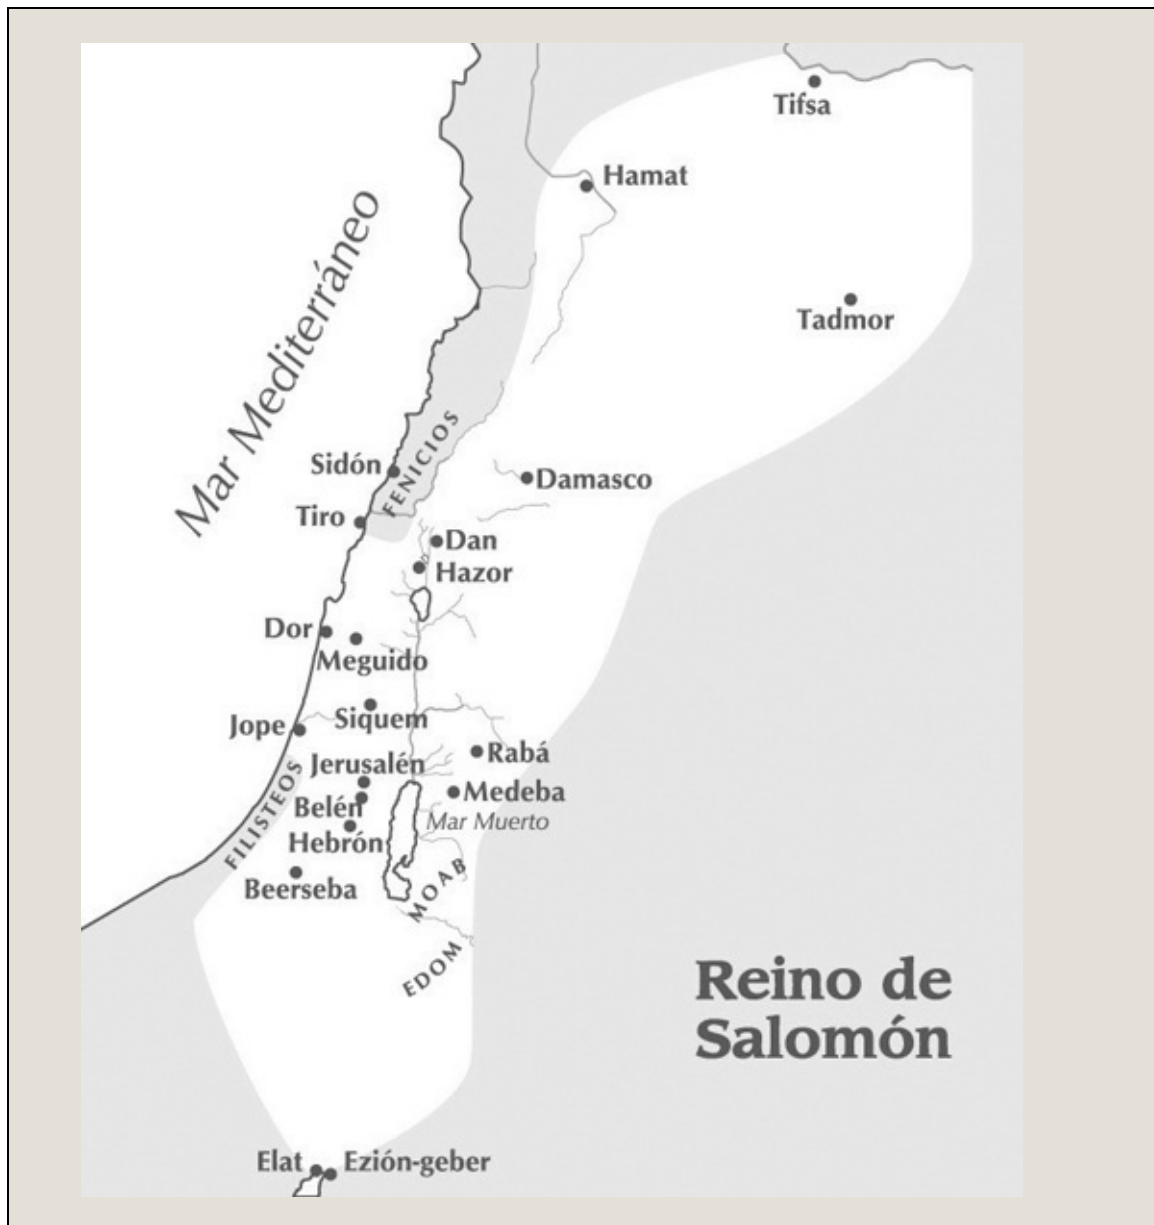 Tifsa
Hamat
Mar Mediterráneo
Tadmor
FENICIOS
Sidón
Damasco
Tiro
Dan
Hazor
Dor
Meguido
Siquem
Jope
Rabá
Jerusalén
Medeba
Belén
Mar Muerto
FILISTEOS
Hebrón
Beerseba
MOAB
EDOM
Reino de
Salomón
Elat
Ezión-geber